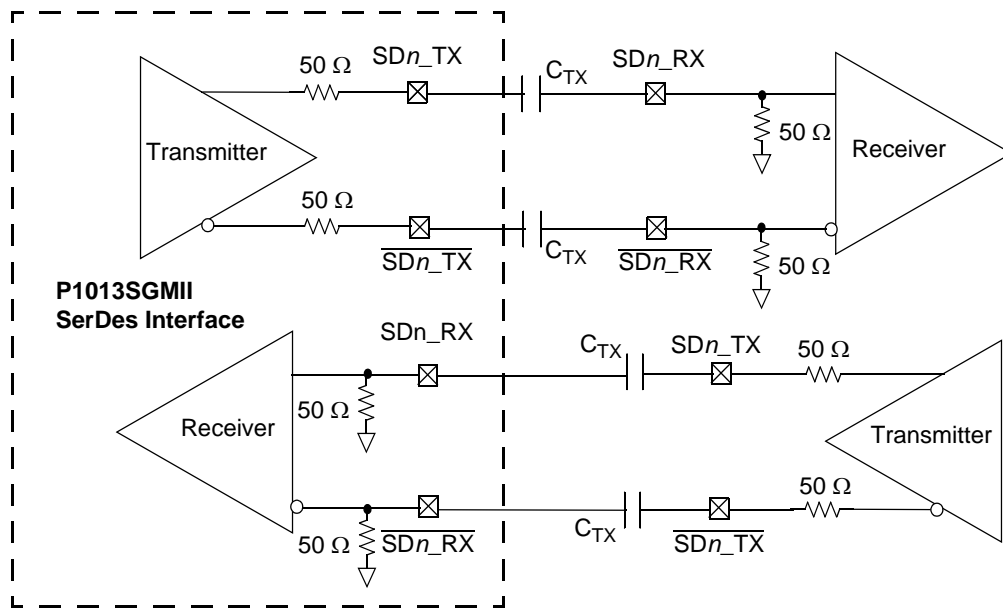 50 Ω
SDn_TX
C_TX
SDn_RX
50 Ω
Transmitter
Receiver
50 Ω
SDn_TX
C_TX
SDn_RX
50 Ω
P1013SGMII
SerDes Interface
SDn_RX
C_TX
SDn_TX
50 Ω
50 Ω
Receiver
Transmitter
50 Ω
50 Ω
SDn_RX
C_TX
SDn_TX